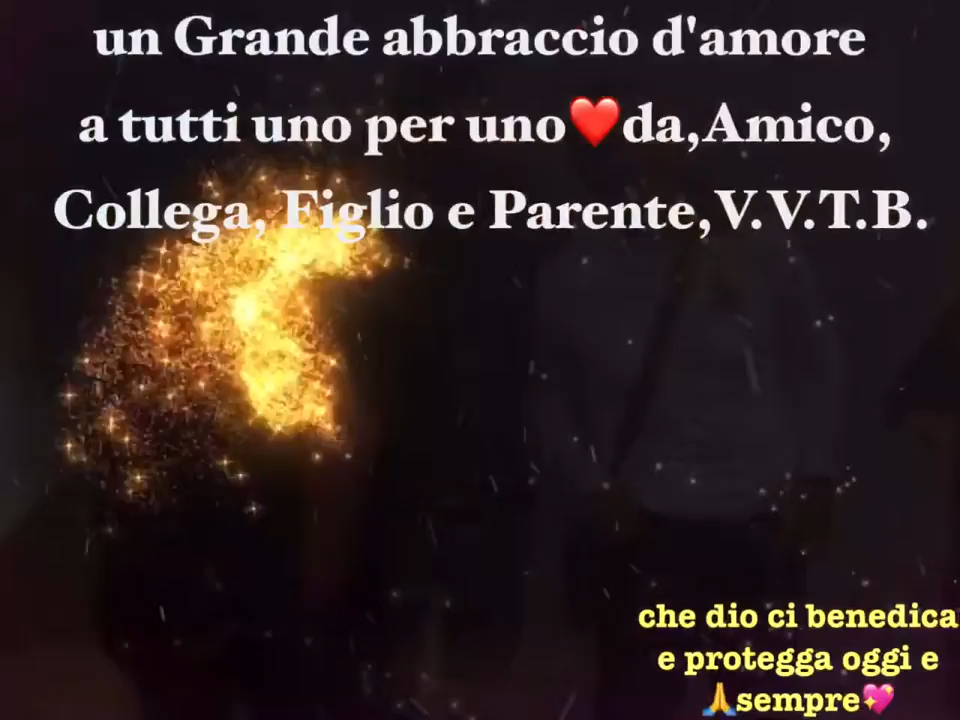 un Grande abbraccio d'amore
a tutti uno per uno❤️da,Amico,
Collega, Figlio e Parente,V.V.T.B.
che dio ci benedica
e protegga oggi e
🙏sempre💖